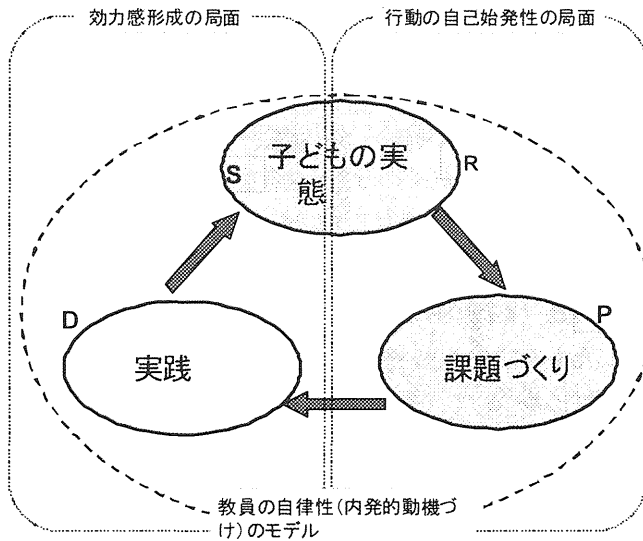 効力感形成の局面
行動の自己始発性の局面
子どもの実
態
S
R
D
実践
P
課題づくり
教員の自律性(内発的動機づ
け)のモデル